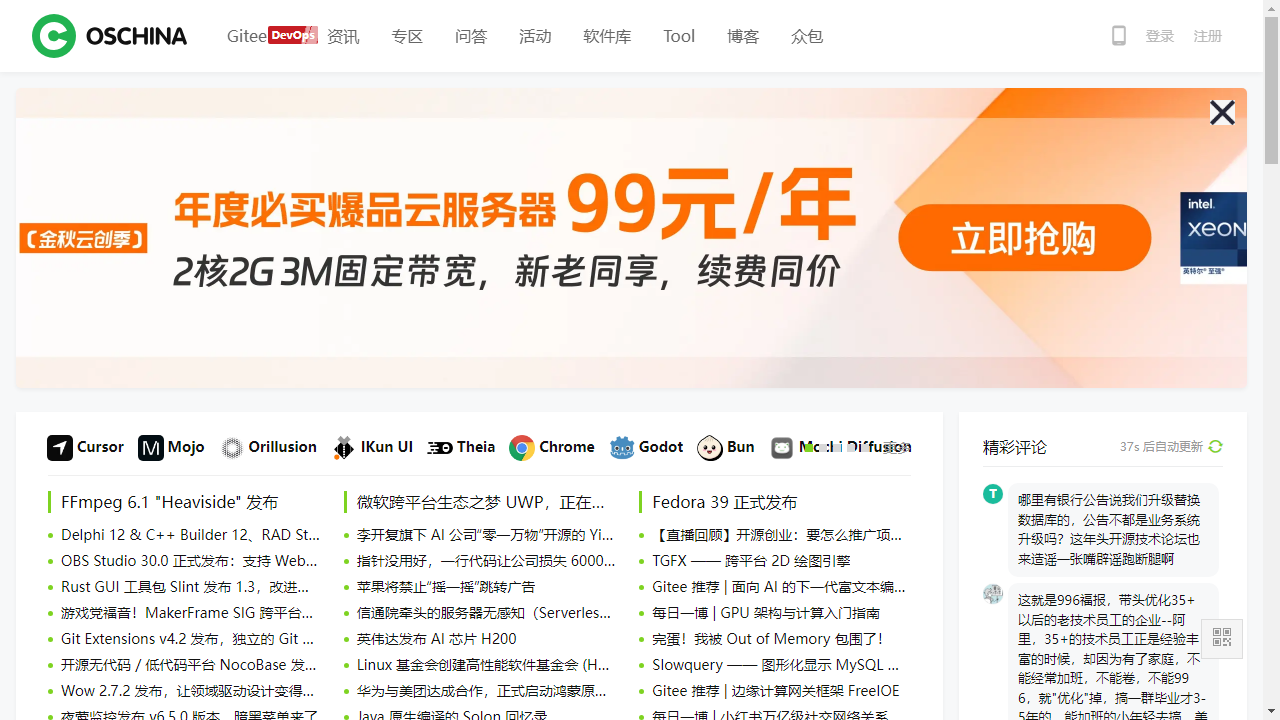 OSCHINA
Gitee DevOps 资讯 专区 问答 活动 软件库 Tool 博客 众包 登录 注册
【金秋云创季】
年度必买爆品云服务器 99元/年
2核2G 3M固定带宽，新老同享，续费同价
立即抢购
intel.
XEON
英特尔® 至强®
Cursor Mojo Orillusion IKun UI Theia Chrome Godot Bun Mochi Diffusion
FFmpeg 6.1 "Heaviside" 发布
Delphi 12 & C++ Builder 12、RAD St...
OBS Studio 30.0 正式发布：支持 Web...
Rust GUI 工具包 Slint 发布 1.3，改进...
游戏党福音！MakerFrame SIG 跨平台...
Git Extensions v4.2 发布，独立的 Git ...
开源无代码 / 低代码平台 NocoBase 发...
Wow 2.7.2 发布，让领域驱动设计变得...
夜莺监控发布 v6.5.0 版本，暗黑菜单来了
微软跨平台生态之梦 UWP，正在...
李开复旗下 AI 公司“零一万物”开源的 Yi...
指针没用好，一行代码让公司损失 6000...
苹果将禁止“摇一摇”跳转广告
信通院牵头的服务器无感知（Serverless...
英伟达发布 AI 芯片 H200
Linux 基金会创建高性能软件基金会 (H...
华为与美团达成合作，正式启动鸿蒙原...
Java 原生编译的 Solon 回忆录
Fedora 39 正式发布
【直播回顾】开源创业：要怎么推广项...
TGFX —— 跨平台 2D 绘图引擎
Gitee 推荐 | 面向 AI 的下一代富文本编...
每日一博 | GPU 架构与计算入门指南
完蛋！我被 Out of Memory 包围了！
Slowquery —— 图形化显示 MySQL ...
Gitee 推荐 | 边缘计算网关框架 FreeIOE
每日一博 | 小红书万亿级社交网络关系
精彩评论
37s 后自动更新
T
哪里有银行公告说我们升级替换
数据库的，公告不都是业务系统
升级吗？这年头开源技术论坛也
来造谣一张嘴辟谣跑断腿啊
这就是996福报，带头优化35+
以后的老技术员工的企业--阿
里，35+的技术员工正是经验丰
富的时候，却因为有了家庭，不
能经常加班，不能卷，不能99
6，就"优化"掉，搞一群毕业才3-
5年的，能加班的小年轻去搞，美